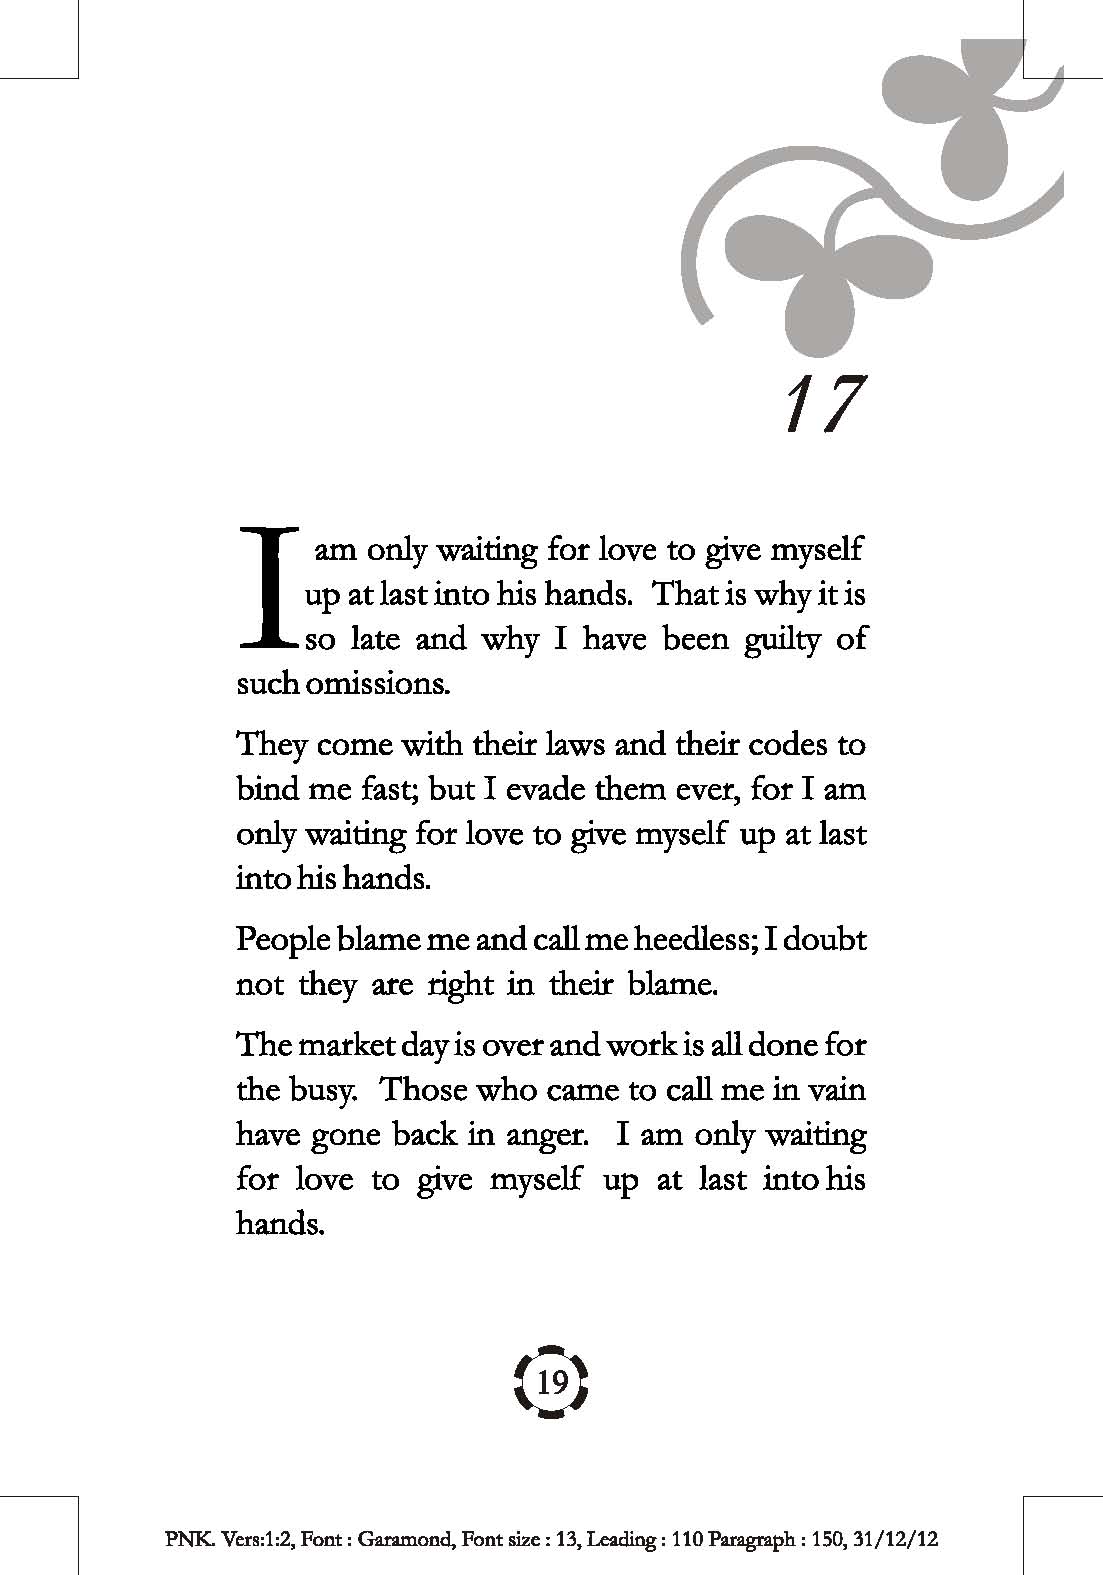 17
I am only waiting for love to give myself
up at last into his hands. That is why it is
so late and why I have been guilty of
such omissions.
They come with their laws and their codes to
bind me fast; but I evade them ever, for I am
only waiting for love to give myself up at last
into his hands.
People blame me and call me heedless; I doubt
not they are right in their blame.
The market day is over and work is all done for
the busy. Those who came to call me in vain
have gone back in anger. I am only waiting
for love to give myself up at last into his
hands.
19
PNK. Vers:1:2, Font : Garamond, Font size : 13, Leading : 110 Paragraph : 150, 31/12/12